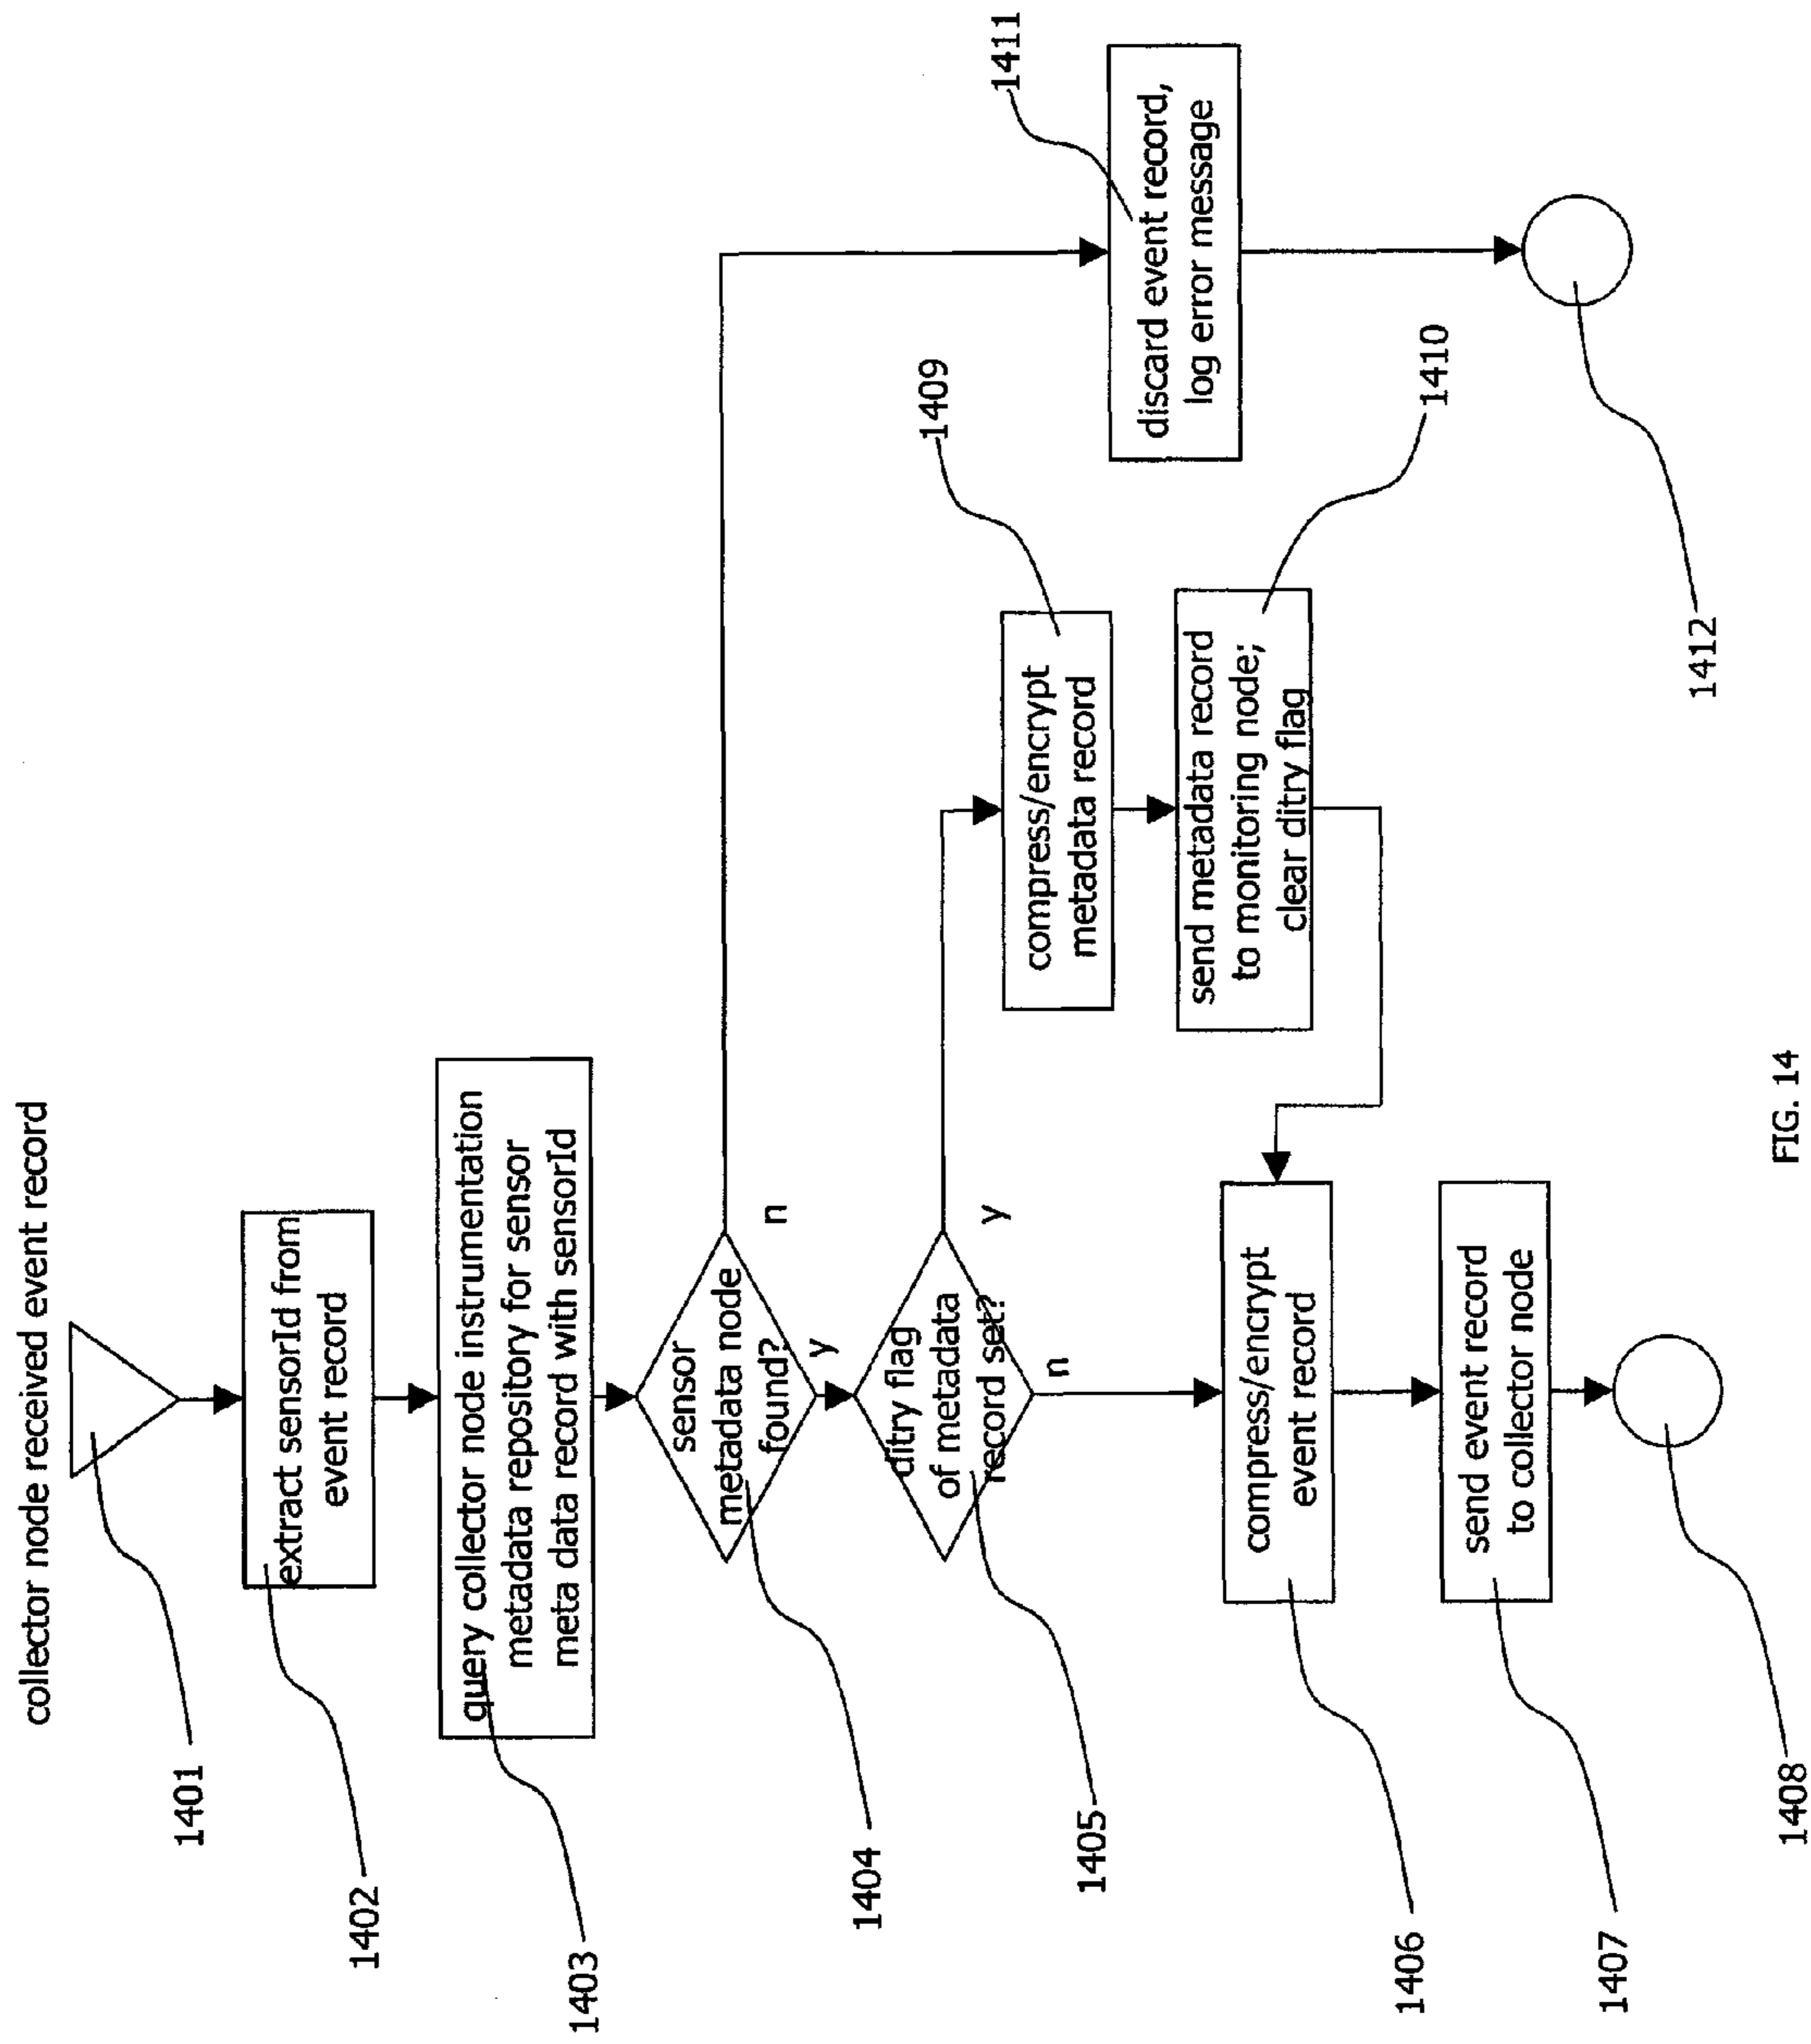 collector node received event record
1401
extract sensorId from
event record
1402
query collector node instrumentation
metadata repository for sensor
meta data record with sensorId
1403
sensor
metadada node
found?
n
y
1404
ditry flag
of metadata
record set?
y
n
1405
compress/encrypt
metadata record
1409
send metadata record
to monitoring node;
clear ditry flag
1410
discard event record,
log error message
1411
1412
compress/encrypt
event record
1406
send event record
to collector node
1407
1408
FIG. 14